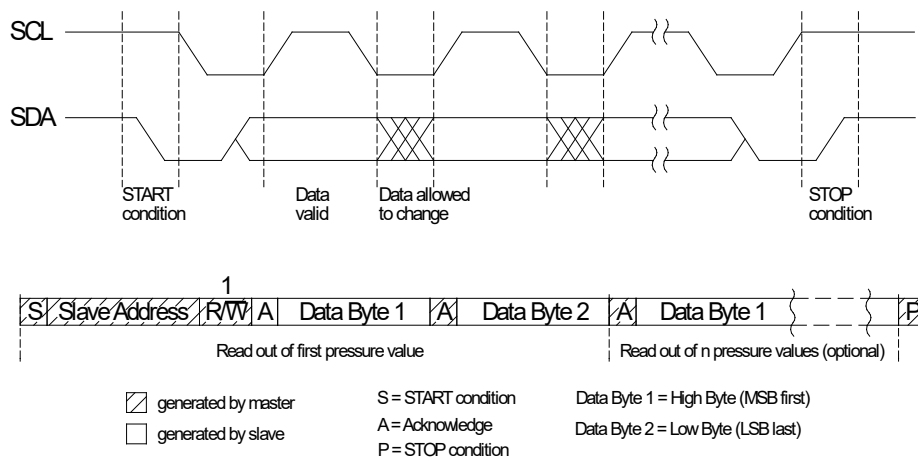 SCL
SDA
START
condition
Data
valid
Data allowed
to change
STOP
condition
1
S Slave Address R/W A Data Byte 1 A Data Byte 2 A Data Byte 1 P
Read out of first pressure value
Read out of n pressure values (optional)
generated by master
generated by slave
S = START condition
A = Acknowledge
P = STOP condition
Data Byte 1 = High Byte (MSB first)
Data Byte 2 = Low Byte (LSB last)